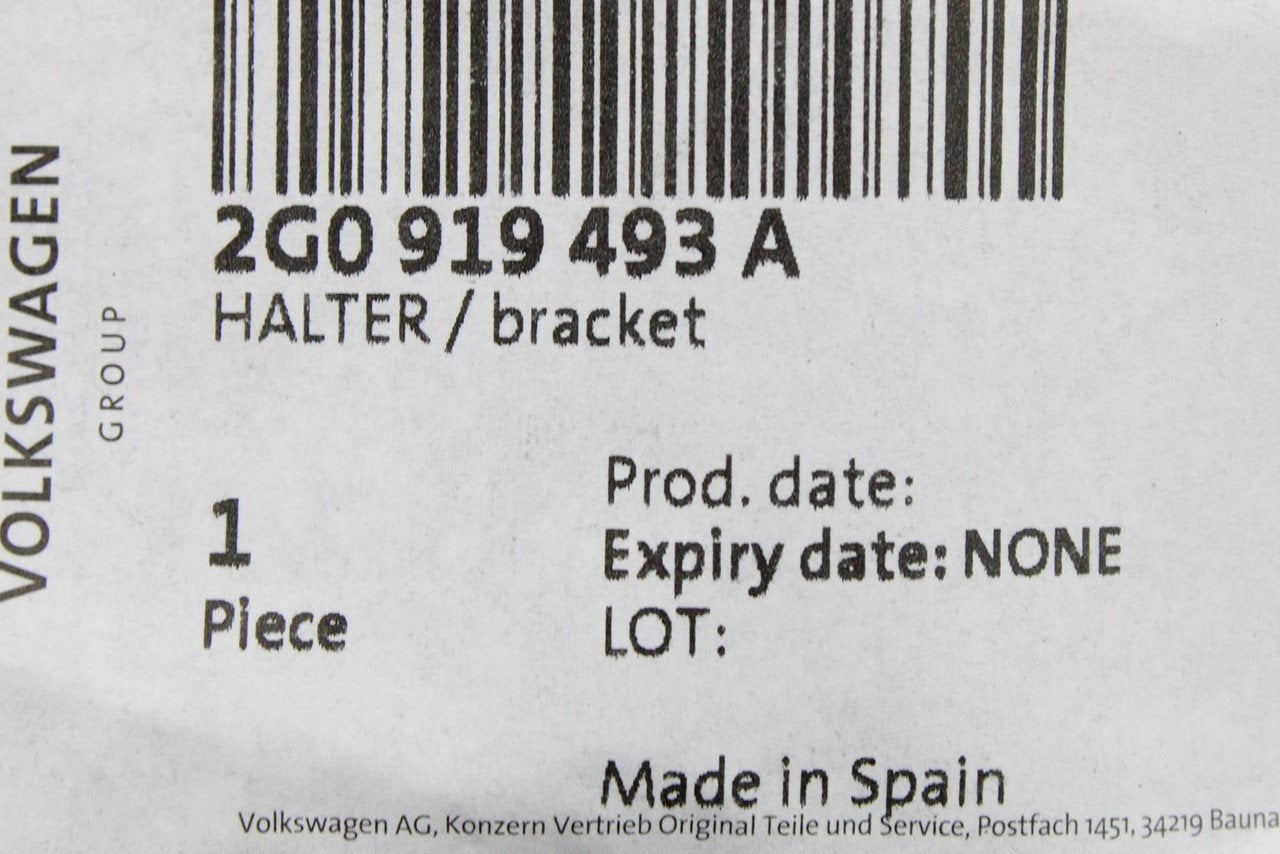 VOLKSWAGEN
GROUP
2G0 919 493 A
HALTER / bracket
1
Piece
Prod. date:
Expiry date: NONE
LOT:
Made in Spain
Volkswagen AG, Konzern Vertrieb Original Teile und Service, Postfach 1451, 34219 Bauna